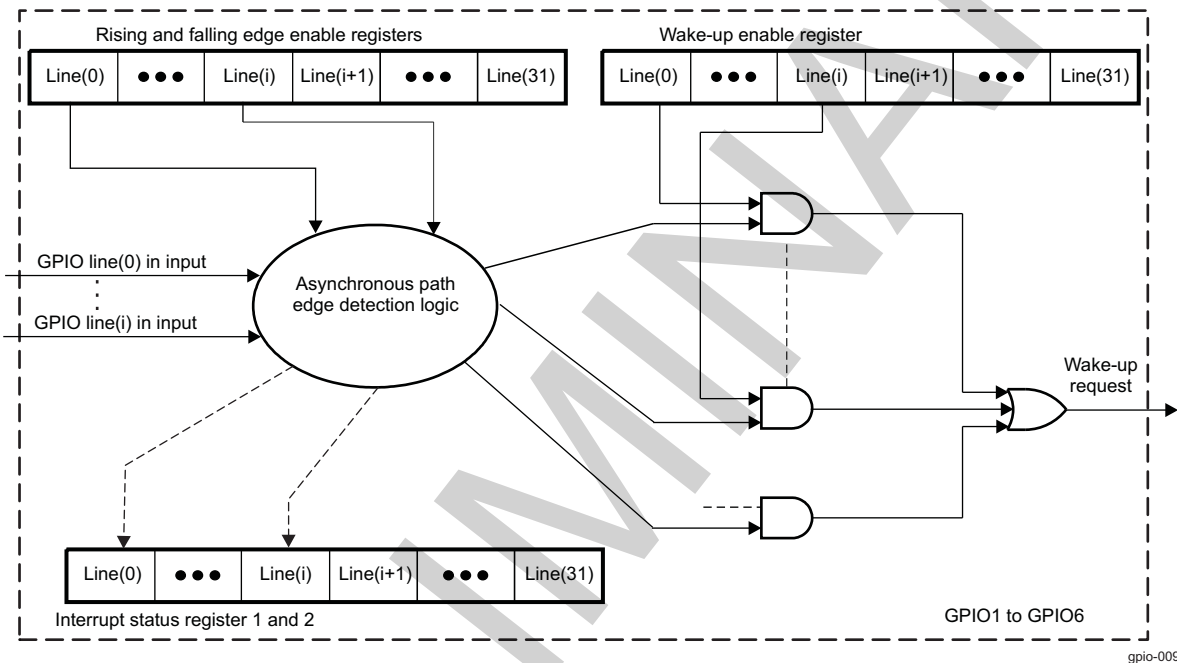 Rising and falling edge enable registers
Wake-up enable register
Line(0) ●●● Line(i) Line(i+1) ●●● Line(31)
Line(0) ●●● Line(i) Line(i+1) ●●● Line(31)
GPIO line(0) in input
GPIO line(i) in input
Asynchronous path
edge detection logic
Wake-up
request
Line(0) ●●● Line(i) Line(i+1) ●●● Line(31)
Interrupt status register 1 and 2
GPIO1 to GPIO6
gpio-009
IMINA